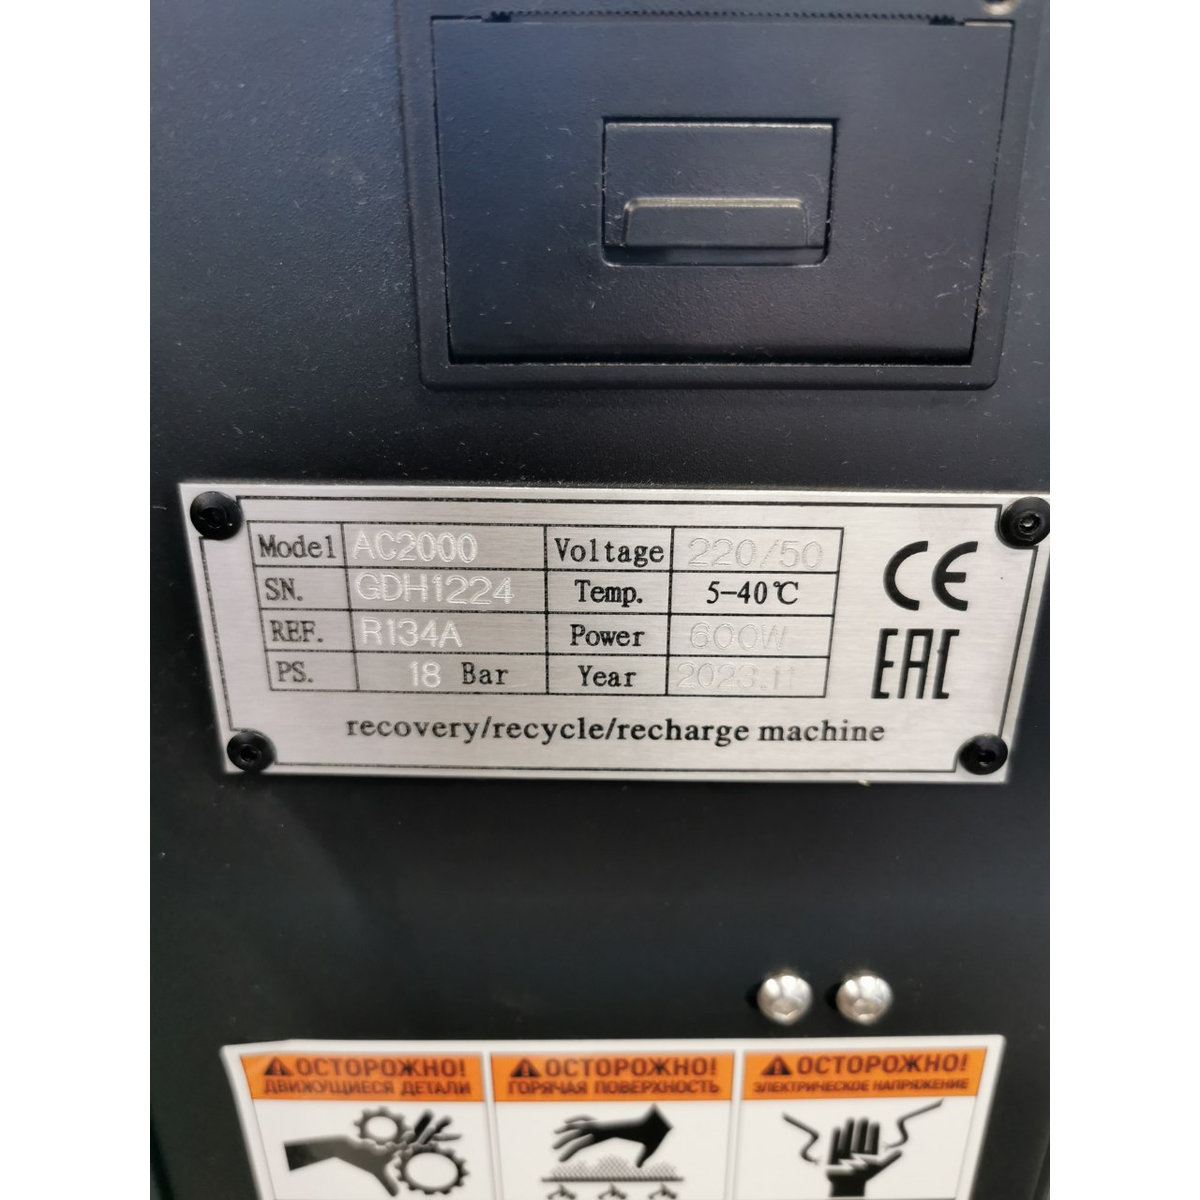 Model AC2000 Voltage 220/50
SN. GDH1224 Temp. 5-40℃
REF. R134A Power 600W
PS. 18 Bar Year 2023.11
CE
EAC
recovery/recycle/recharge machine
ОСТОРОЖНО! ОСТОРОЖНО! ОСТОРОЖНО!
ДВИЖУЩИЕСЯ ДЕТАЛИ ГОРЯЧАЯ ПОВЕРХНОСТЬ ЭЛЕКТРИЧЕСКОЕ НАПРЯЖЕНИЕ